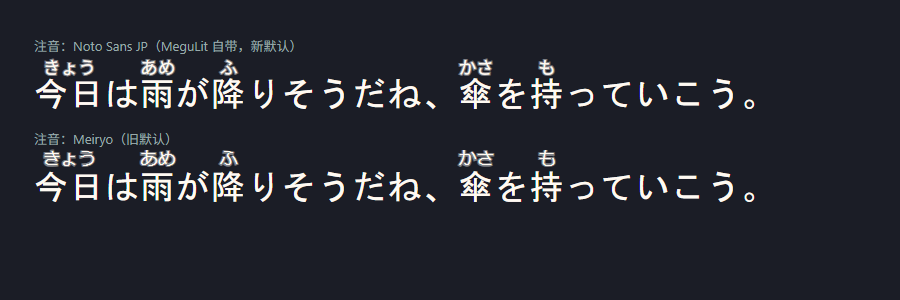 注音：Noto Sans JP（MeguLit 自带，新默认）
きょう あめ ふ かさ も
今日は雨が降りそうだね、傘を持っていこう。
注音：Meiryo（旧默认）
きょう あめ ふ かさ も
今日は雨が降りそうだね、傘を持っていこう。